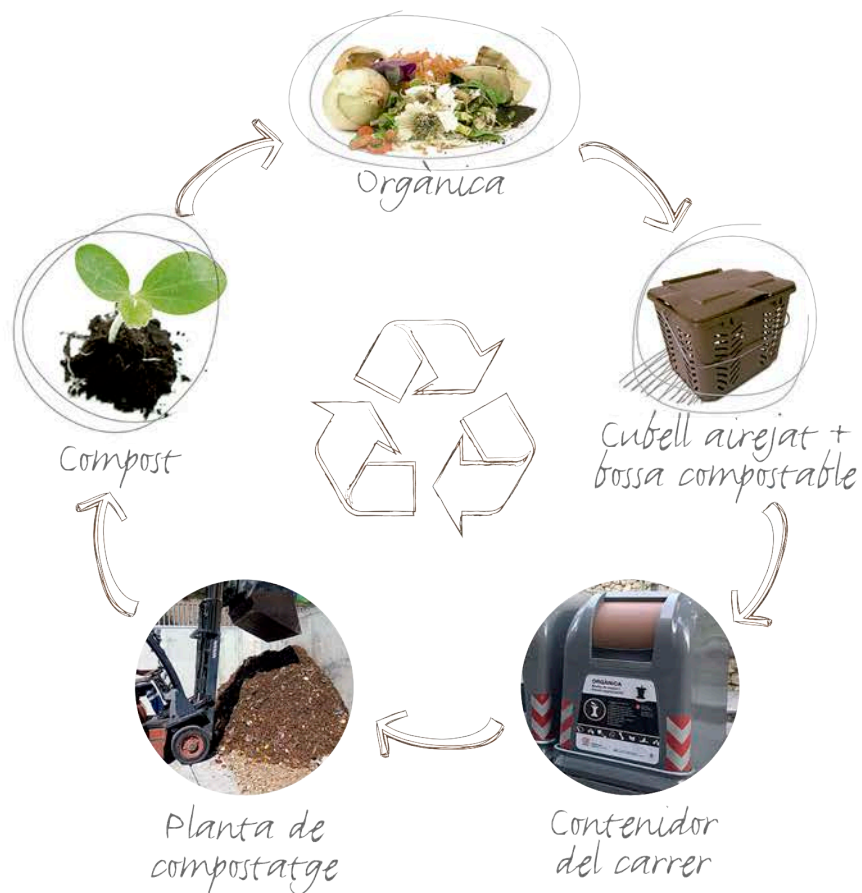 Orgànica
Cubell airejat +
bossa compostable
Contenidor
del carrer
ORGÀNICA
Planta de
compostatge
Compost